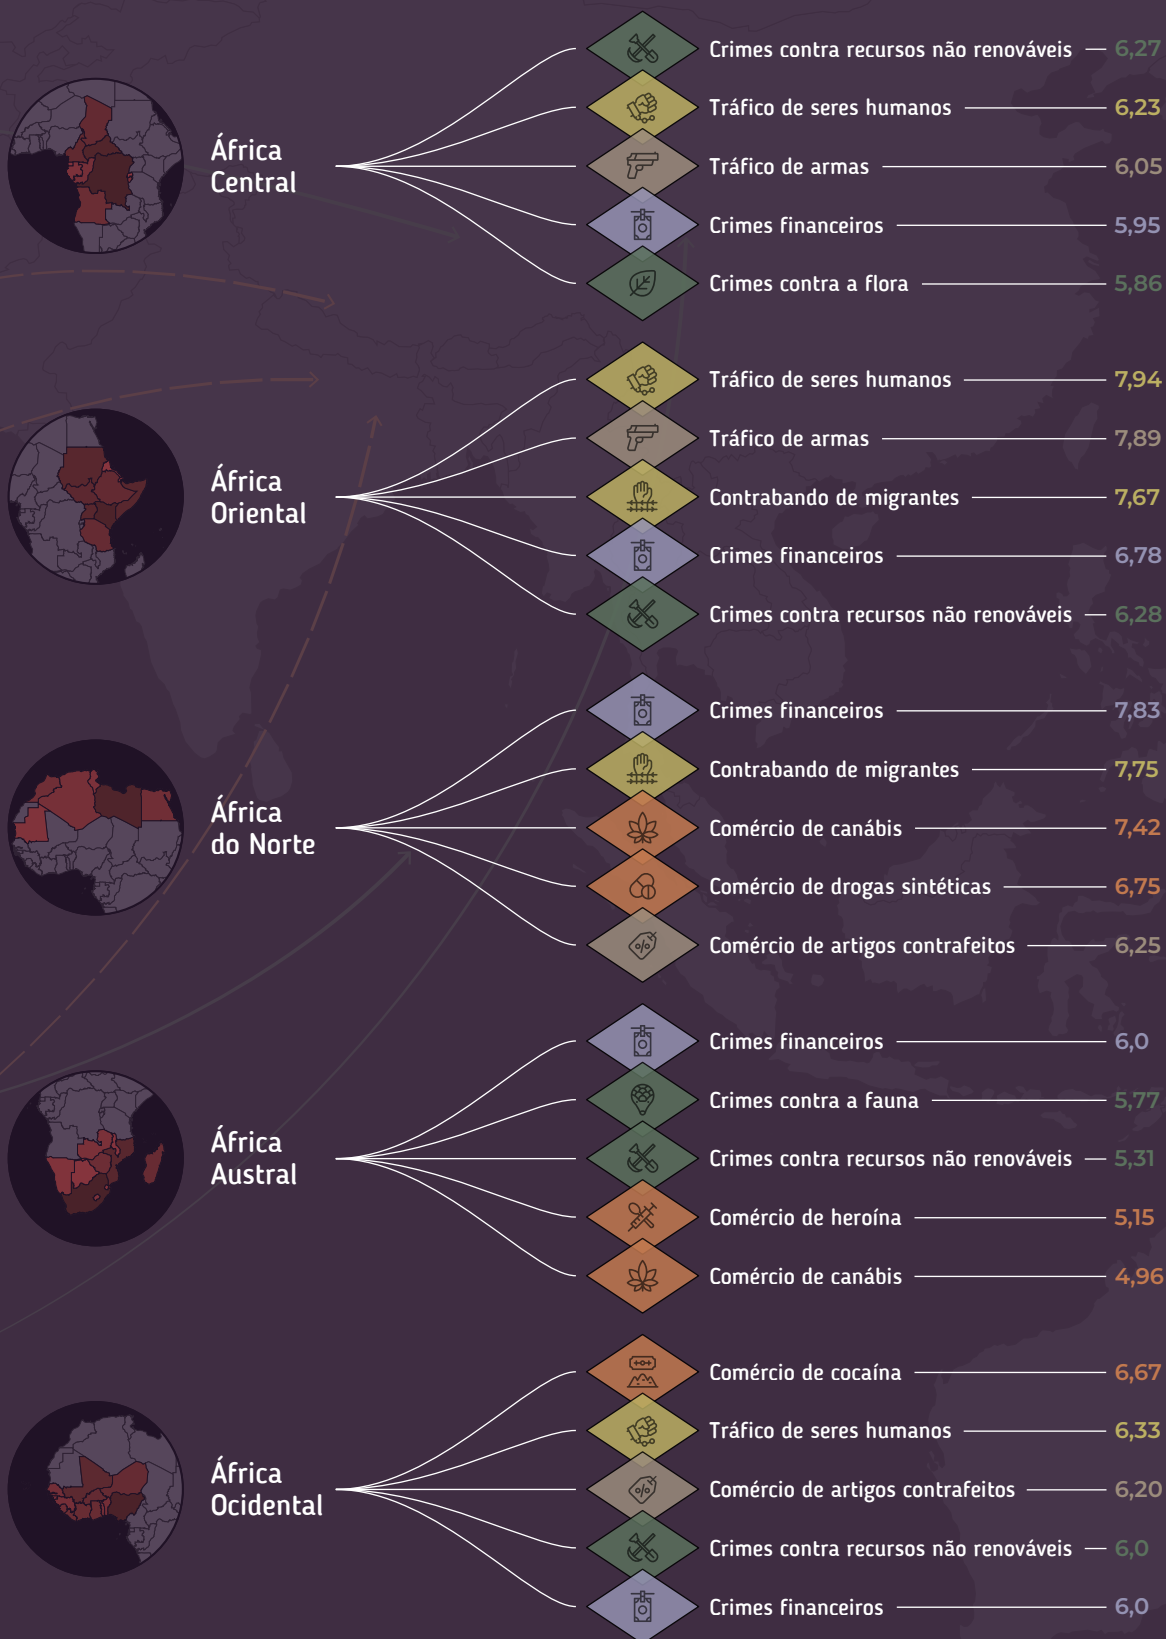 África
Central
Crimes contra recursos não renováveis 6,27
Tráfico de seres humanos 6,23
Tráfico de armas 6,05
Crimes financeiros 5,95
Crimes contra a flora 5,86
África
Oriental
Tráfico de seres humanos 7,94
Tráfico de armas 7,89
Contrabando de migrantes 7,67
Crimes financeiros 6,78
Crimes contra recursos não renováveis 6,28
África
do Norte
Crimes financeiros 7,83
Contrabando de migrantes 7,75
Comércio de canábis 7,42
Comércio de drogas sintéticas 6,75
Comércio de artigos contrafeitos 6,25
África
Austral
Crimes financeiros 6,0
Crimes contra a fauna 5,77
Crimes contra recursos não renováveis 5,31
Comércio de heroína 5,15
Comércio de canábis 4,96
África
Ocidental
Comércio de cocaína 6,67
Tráfico de seres humanos 6,33
Comércio de artigos contrafeitos 6,20
Crimes contra recursos não renováveis 6,0
Crimes financeiros 6,0